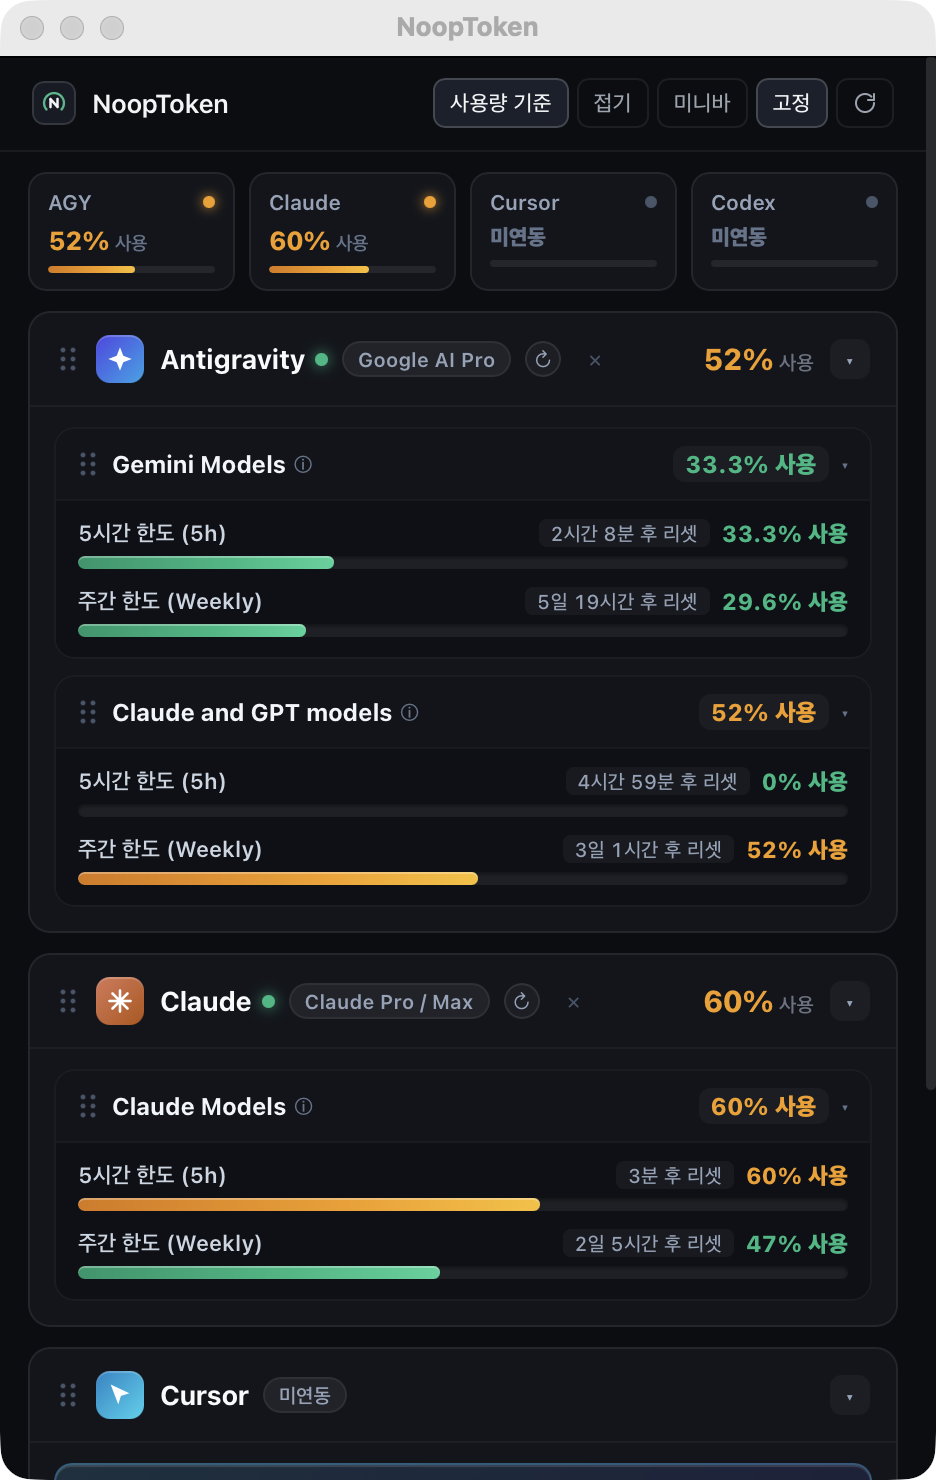 NoopToken
N NoopToken 사용량 기준 접기 미니바 고정
AGY
52% 사용
Claude
60% 사용
Cursor
미연동
Codex
미연동
Antigravity Google AI Pro × 52% 사용
Gemini Models 33.3% 사용
5시간 한도 (5h) 2시간 8분 후 리셋 33.3% 사용
주간 한도 (Weekly) 5일 19시간 후 리셋 29.6% 사용
Claude and GPT models 52% 사용
5시간 한도 (5h) 4시간 59분 후 리셋 0% 사용
주간 한도 (Weekly) 3일 1시간 후 리셋 52% 사용
Claude Claude Pro / Max × 60% 사용
Claude Models 60% 사용
5시간 한도 (5h) 3분 후 리셋 60% 사용
주간 한도 (Weekly) 2일 5시간 후 리셋 47% 사용
Cursor 미연동